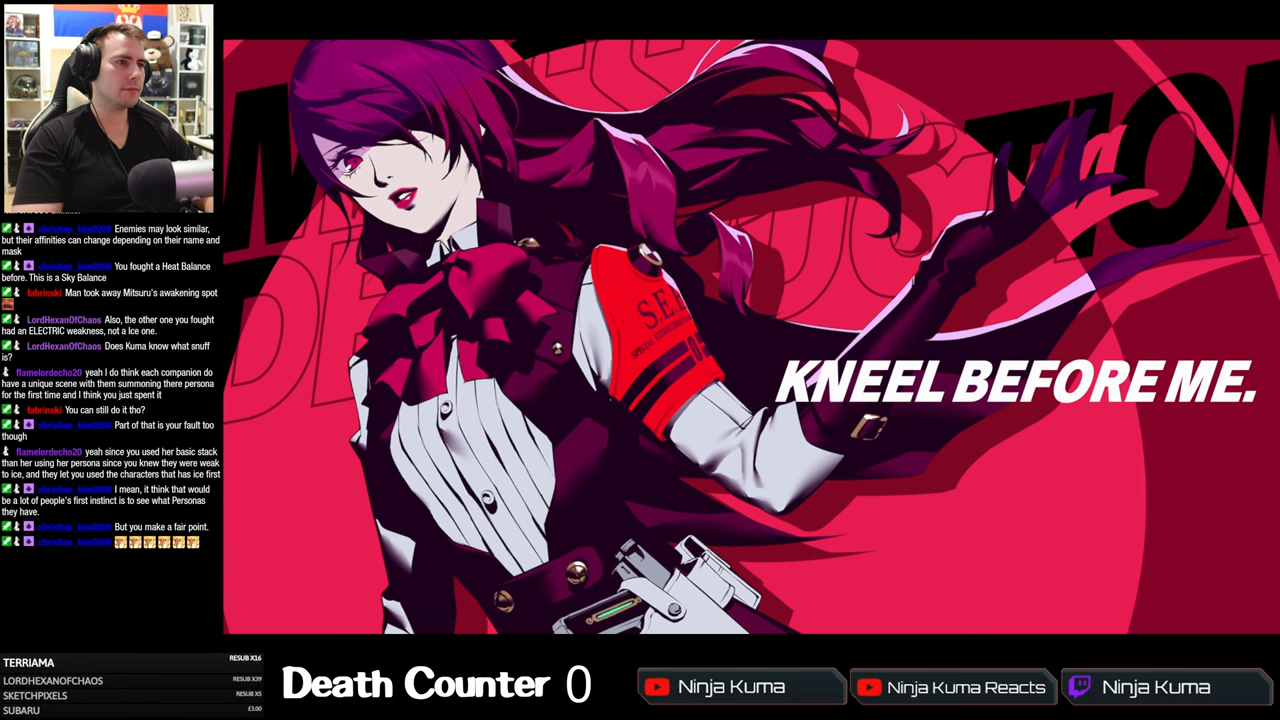 christian_kimi0209 Enemies may look similar,
but their affinities can change depending on their name and
mask
christian_kimi0209 You fought a Heat Balance
before. This is a Sky Balance
fabrinski Man took away Mitsuru's awakening spot
LordHexanOfChaos Also, the other one you fought
had an ELECTRIC weakness, not a Ice one.
LordHexanOfChaos Does Kuma know what snuff
is?
flamelordecho20 yeah I do think each companion do
have a unique scene with them summoning there persona
for the first time and I think you just spent it
fabrinski You can still do it tho?
Part of that is your fault too
though
flamelordecho20 yeah since you used her basic stack
than her using her persona since you knew they were weak
to ice, and they let you used the characters that has ice first
I mean, it think that would
be a lot of people's first instinct is to see what Personas
they have.
But you make a fair point.
S.E.E
SPECIAL
KNEEL BEFORE ME.
TERRIAMA RESUB X16
LORDHEXANOFCHAOS RESUB X39
SKETCHPIXELS RESUB X5
SUBARU £3.00
Death Counter 0
Ninja Kuma
Ninja Kuma Reacts
Ninja Kuma